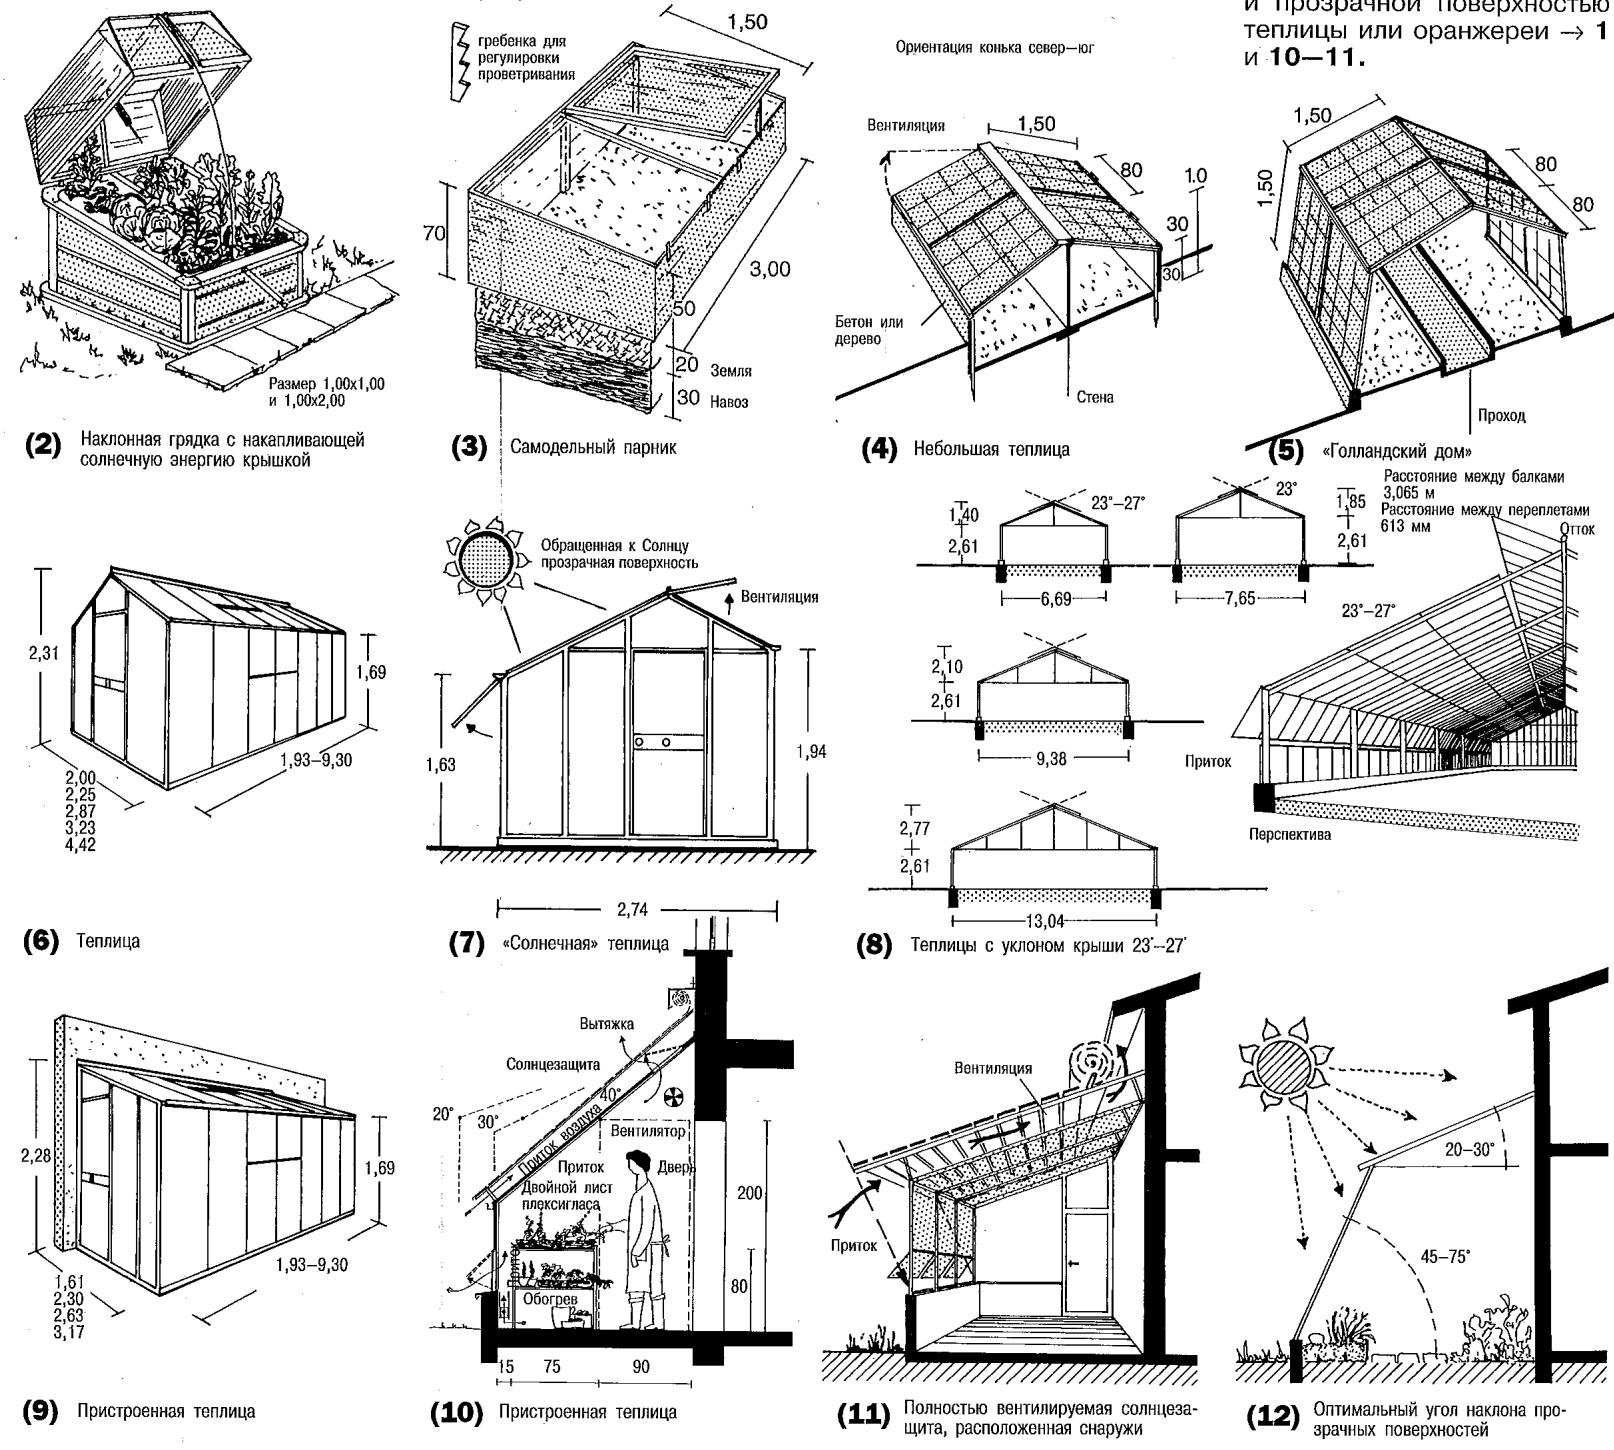 и прозрачной поверхностью
теплицы или оранжереи → 1
и 10—11.
Размер 1,00x1,00
и 1,00x2,00
(2) Наклонная грядка с накапливающей
солнечную энергию крышкой
гребенка для
регулировки
проветривания
1,50
70
3,00
50
20 Земля
30 Навоз
(3) Самодельный парник
Ориентация конька север—юг
Вентиляция
1,50
80
1.0
30
30
Бетон или
дерево
Стена
(4) Небольшая теплица
1,50
1,50
80
80
Проход
(5) «Голландский дом»
2,31
1,69
1,93–9,30
2,00
2,25
2,87
3,23
4,42
(6) Теплица
Обращенная к Солнцу
прозрачная поверхность
Вентиляция
1,63
1,94
2,74
(7) «Солнечная» теплица
Расстояние между балками
3,065 м
Расстояние между переплетами
613 мм
1,40
2,61
23°–27°
6,69
23°
1,85
2,61
7,65
2,10
2,61
9,38
2,77
2,61
13,04
Отток
23°–27°
Приток
Перспектива
(8) Теплицы с уклоном крыши 23°–27°
2,28
1,69
1,93–9,30
1,61
2,30
2,63
3,17
(9) Пристроенная теплица
Вытяжка
Солнцезащита
20°
30°
40°
Приток воздуха
Вентилятор
Приток
Дверь
Двойной лист
плексигласа
200
80
Обогрев
15 75 90
(10) Пристроенная теплица
Вентиляция
Приток
(11) Полностью вентилируемая солнцеза-
щита, расположенная снаружи
20–30°
45–75°
(12) Оптимальный угол наклона про-
зрачных поверхностей